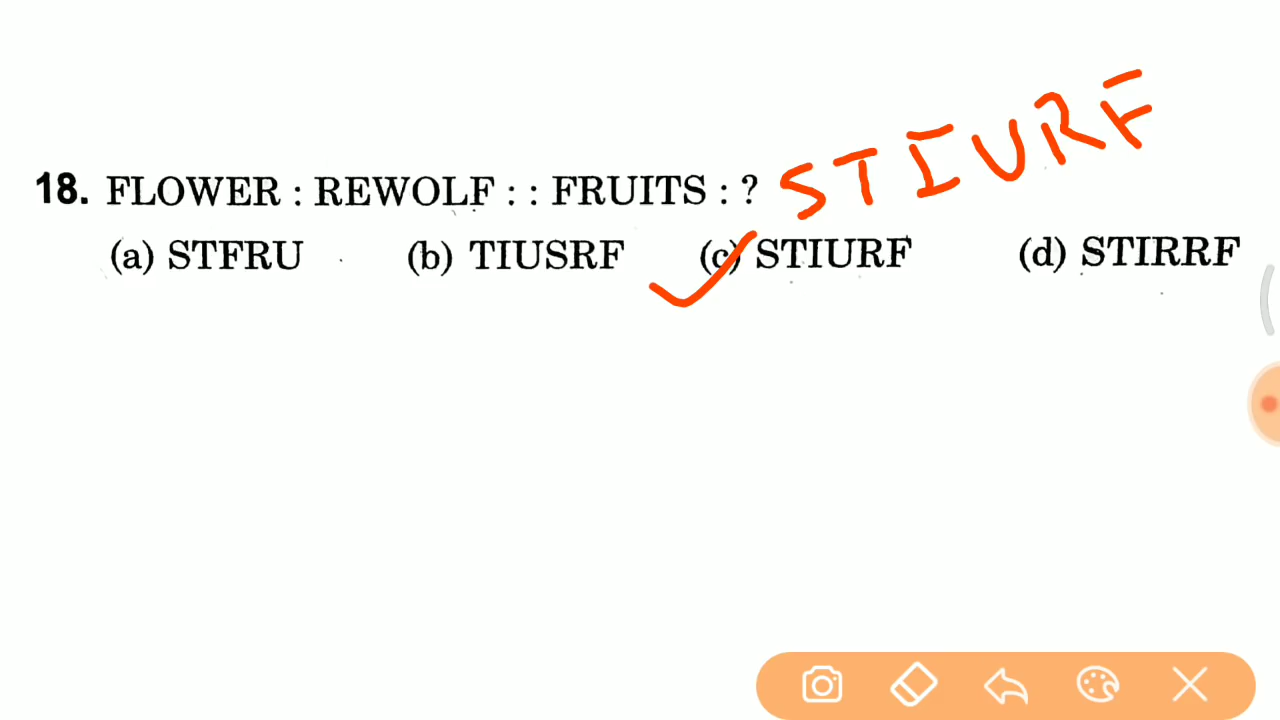 STIURF
18. FLOWER : REWOLF : : FRUITS : ?
(a) STFRU (b) TIUSRF (c) STIURF (d) STIRRF